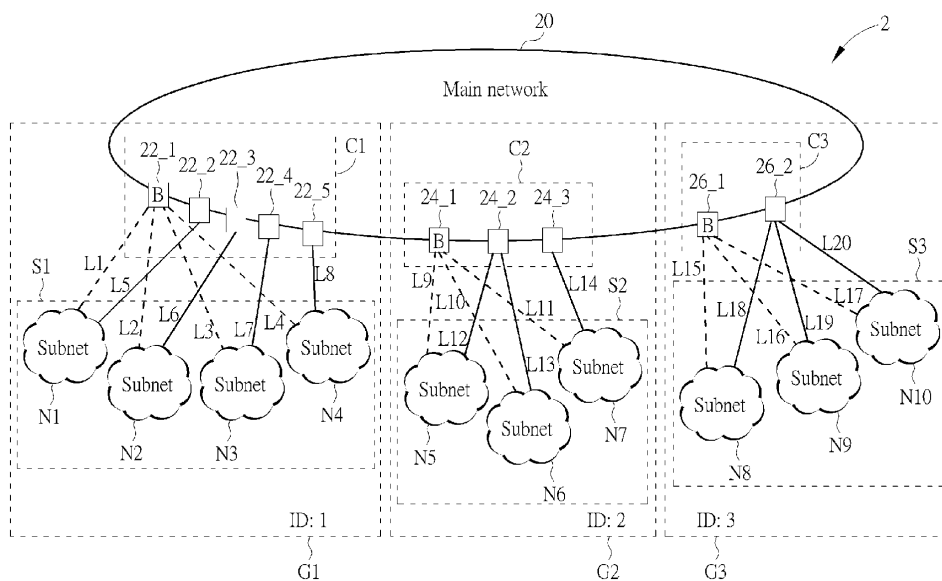 20
2
Main network
C1
C2
C3
22_1
22_2
22_3
22_4
22_5
24_1
24_2
24_3
26_1
26_2
B
B
B
L1
L5
L2
L6
L3
L7
L4
L8
L9
L10
L11
L12
L13
L14
L15
L18
L16
L19
L17
L20
S1
S2
S3
Subnet
Subnet
Subnet
Subnet
Subnet
Subnet
Subnet
Subnet
Subnet
Subnet
N1
N2
N3
N4
N5
N6
N7
N8
N9
N10
ID: 1
ID: 2
ID: 3
G1
G2
G3